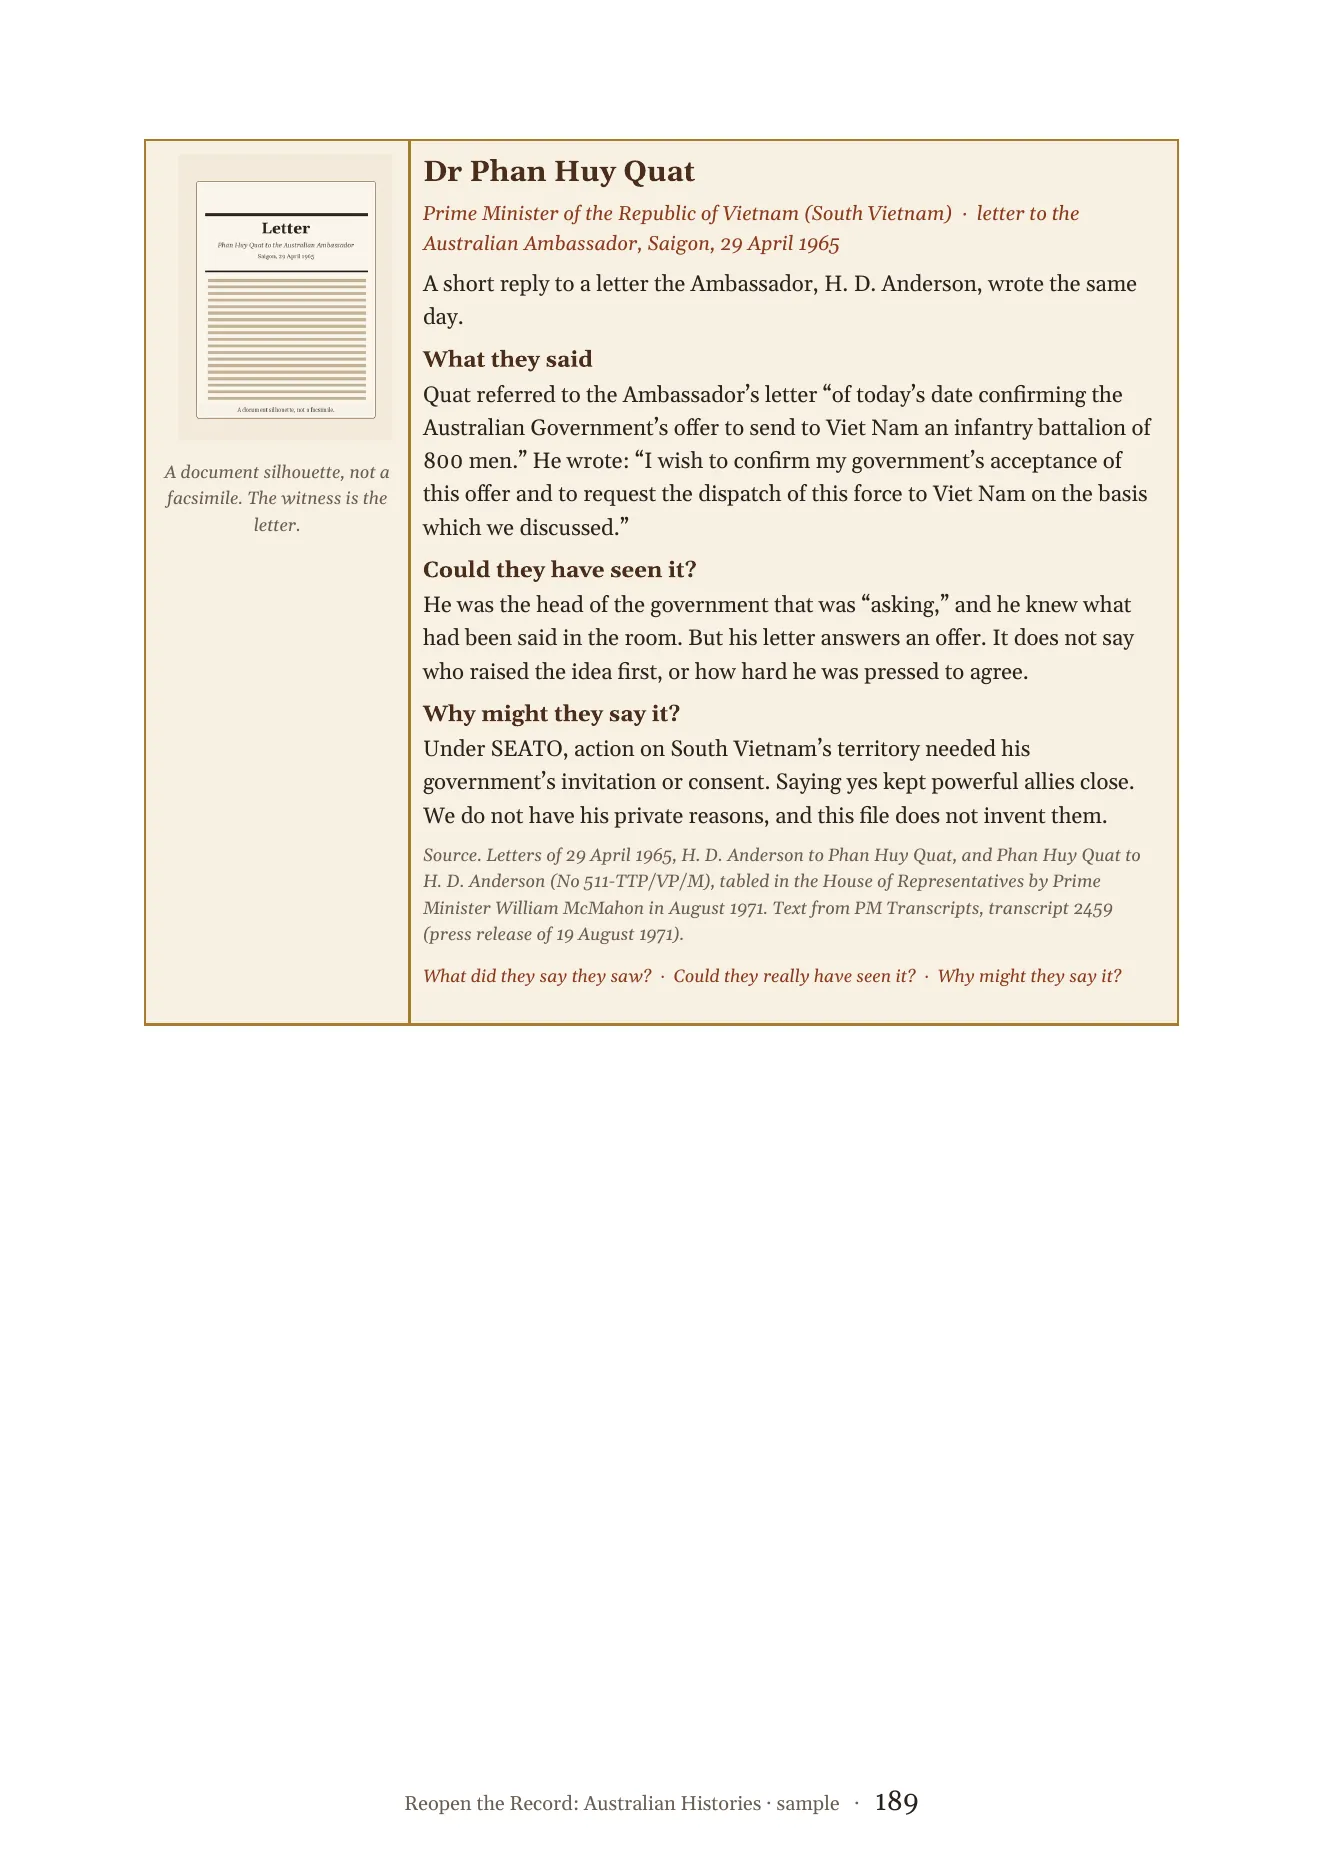 Letter
Phan Huy Quat to the Australian Ambassador
Saigon, 29 April 1965
A document silhouette, not a facsimile.
A document silhouette, not a
facsimile. The witness is the
letter.
Dr Phan Huy Quat
Prime Minister of the Republic of Vietnam (South Vietnam) · letter to the
Australian Ambassador, Saigon, 29 April 1965
A short reply to a letter the Ambassador, H. D. Anderson, wrote the same
day.
What they said
Quat referred to the Ambassador’s letter “of today’s date confirming the
Australian Government’s offer to send to Viet Nam an infantry battalion of
800 men.” He wrote: “I wish to confirm my government’s acceptance of
this offer and to request the dispatch of this force to Viet Nam on the basis
which we discussed.”
Could they have seen it?
He was the head of the government that was “asking,” and he knew what
had been said in the room. But his letter answers an offer. It does not say
who raised the idea first, or how hard he was pressed to agree.
Why might they say it?
Under SEATO, action on South Vietnam’s territory needed his
government’s invitation or consent. Saying yes kept powerful allies close.
We do not have his private reasons, and this file does not invent them.
Source. Letters of 29 April 1965, H. D. Anderson to Phan Huy Quat, and Phan Huy Quat to
H. D. Anderson (No 511-TTP/VP/M), tabled in the House of Representatives by Prime
Minister William McMahon in August 1971. Text from PM Transcripts, transcript 2459
(press release of 19 August 1971).
What did they say they saw? · Could they really have seen it? · Why might they say it?
Reopen the Record: Australian Histories · sample · 189